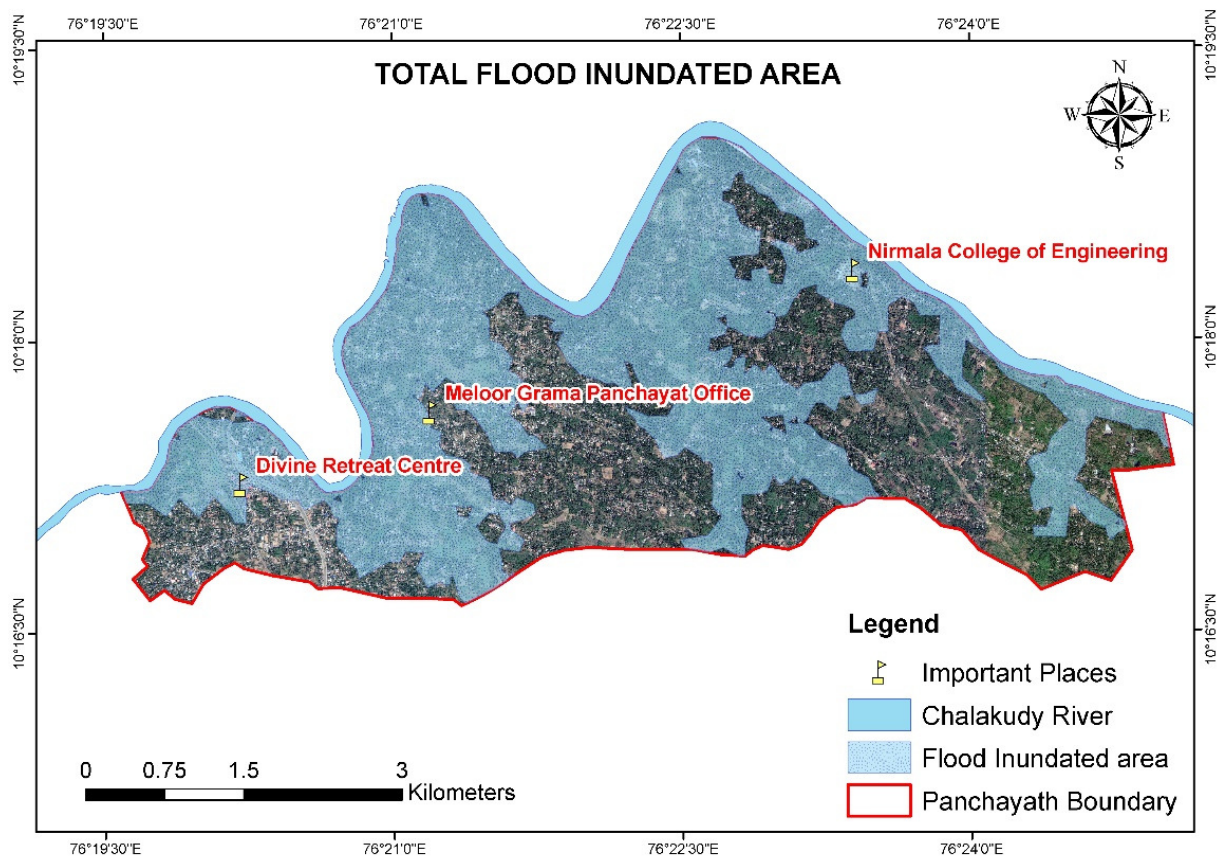 76°19'30"E 76°21'0"E 76°22'30"E 76°24'0"E
10°19'30"N 10°19'30"N
TOTAL FLOOD INUNDATED AREA
N
W E
S
Nirmala College of Engineering
10°18'0"N 10°18'0"N
Meloor Grama Panchayat Office
Divine Retreat Centre
10°16'30"N 10°16'30"N
Legend
Important Places
Chalakudy River
Flood Inundated area
Panchayath Boundary
0 0.75 1.5 3
Kilometers
76°19'30"E 76°21'0"E 76°22'30"E 76°24'0"E